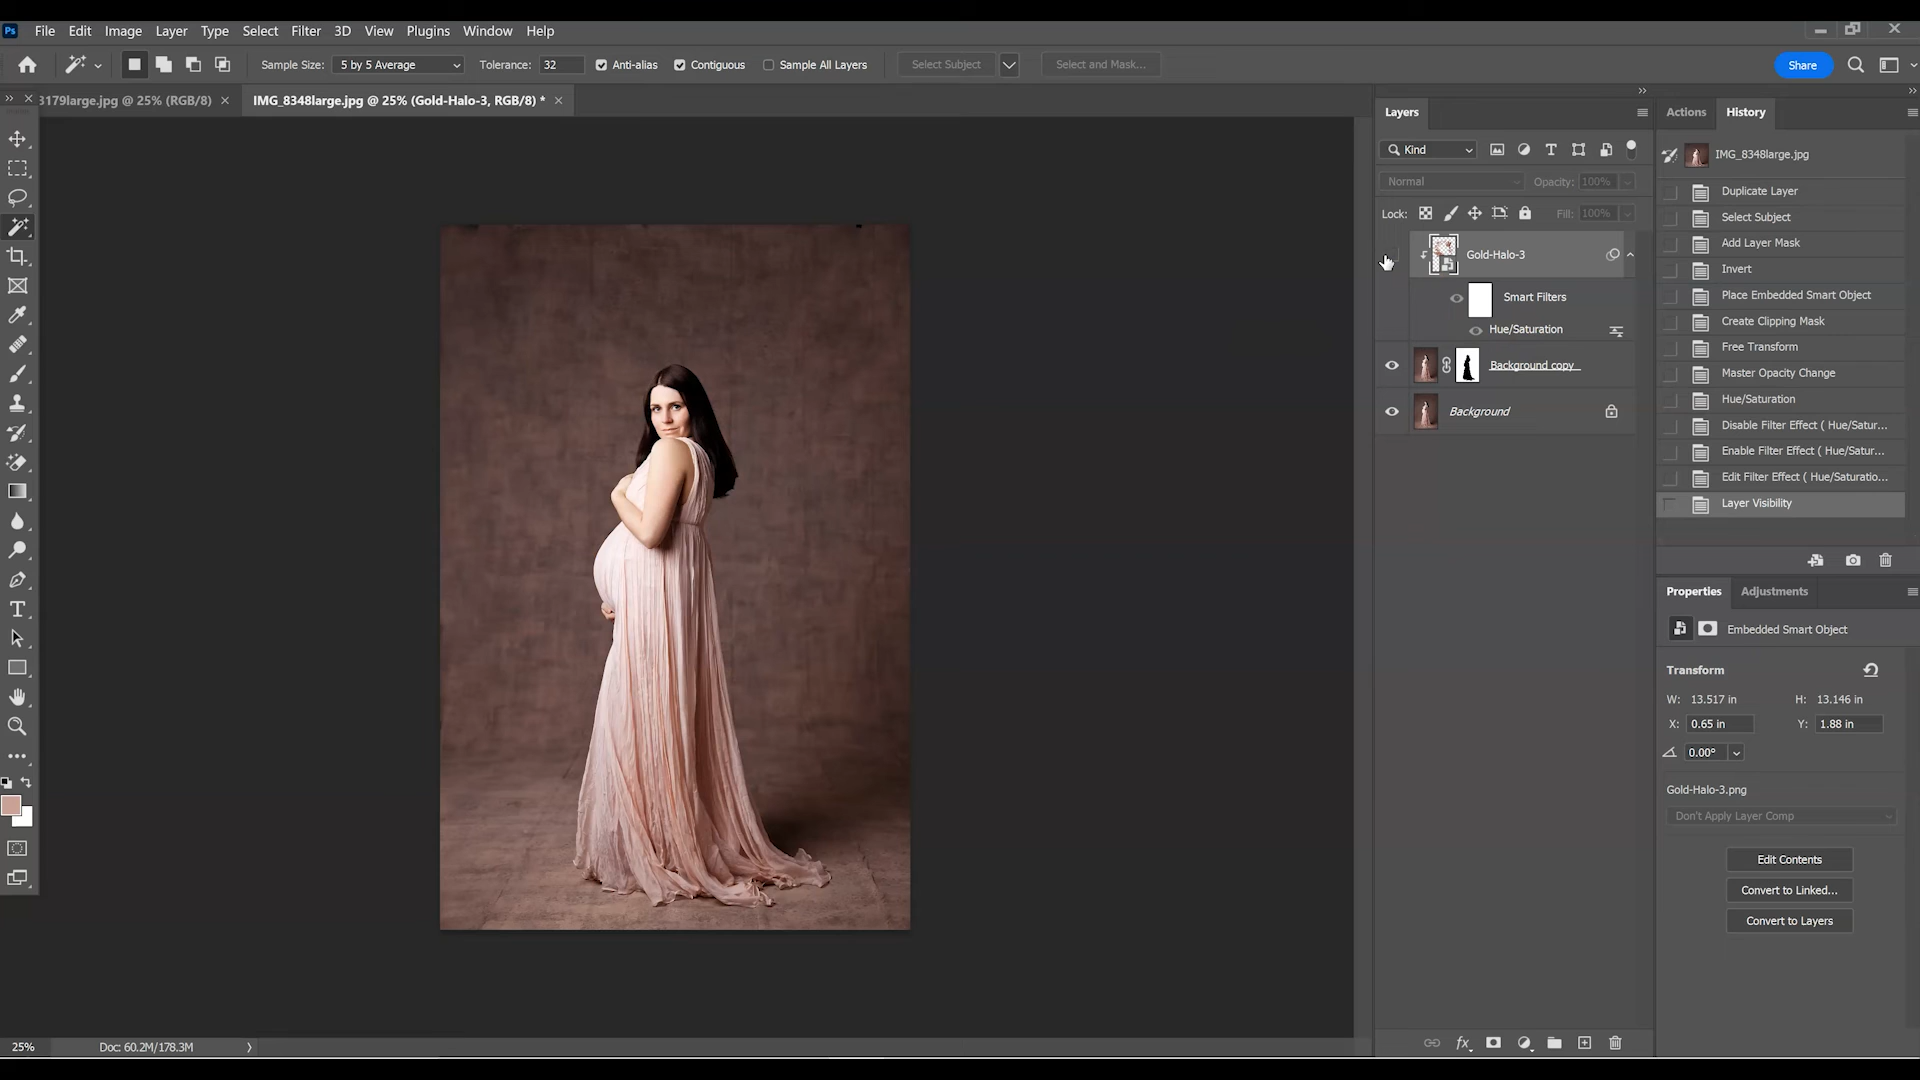 Ps File Edit Image Layer Type Select Filter 3D View Plugins Window Help
Sample Size: 5 by 5 Average Tolerance: 32 Anti-alias Contiguous Sample All Layers Select Subject Select and Mask... Share
3179large.jpg @ 25% (RGB/8) IMG_8348large.jpg @ 25% (Gold-Halo-3, RGB/8) *
Layers
Kind
Normal Opacity: 100%
Lock: Fill: 100%
Gold-Halo-3
Smart Filters
Hue/Saturation
Background copy
Background
fx
Actions History
IMG_8348large.jpg
Duplicate Layer
Select Subject
Add Layer Mask
Invert
Place Embedded Smart Object
Create Clipping Mask
Free Transform
Master Opacity Change
Hue/Saturation
Disable Filter Effect ( Hue/Satur...
Enable Filter Effect ( Hue/Satur...
Edit Filter Effect ( Hue/Saturatio...
Layer Visibility
Properties Adjustments
Embedded Smart Object
Transform
W: 13.517 in H: 13.146 in
X: 0.65 in Y: 1.88 in
0.00°
Gold-Halo-3.png
Don't Apply Layer Comp
Edit Contents
Convert to Linked...
Convert to Layers
25% Doc: 60.2M/178.3M